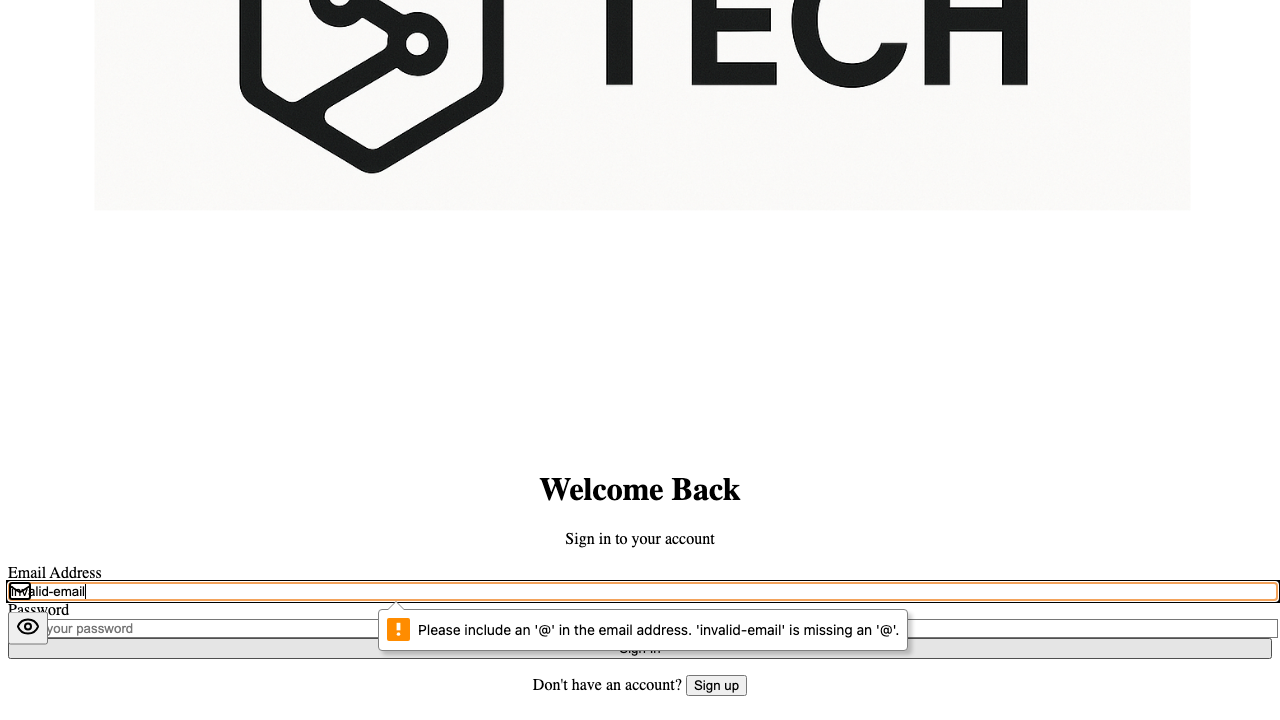 TECH
Welcome Back
Sign in to your account
Email Address
invalid-email
Password
your password
Please include an '@' in the email address. 'invalid-email' is missing an '@'.
Sign in
Don't have an account? Sign up